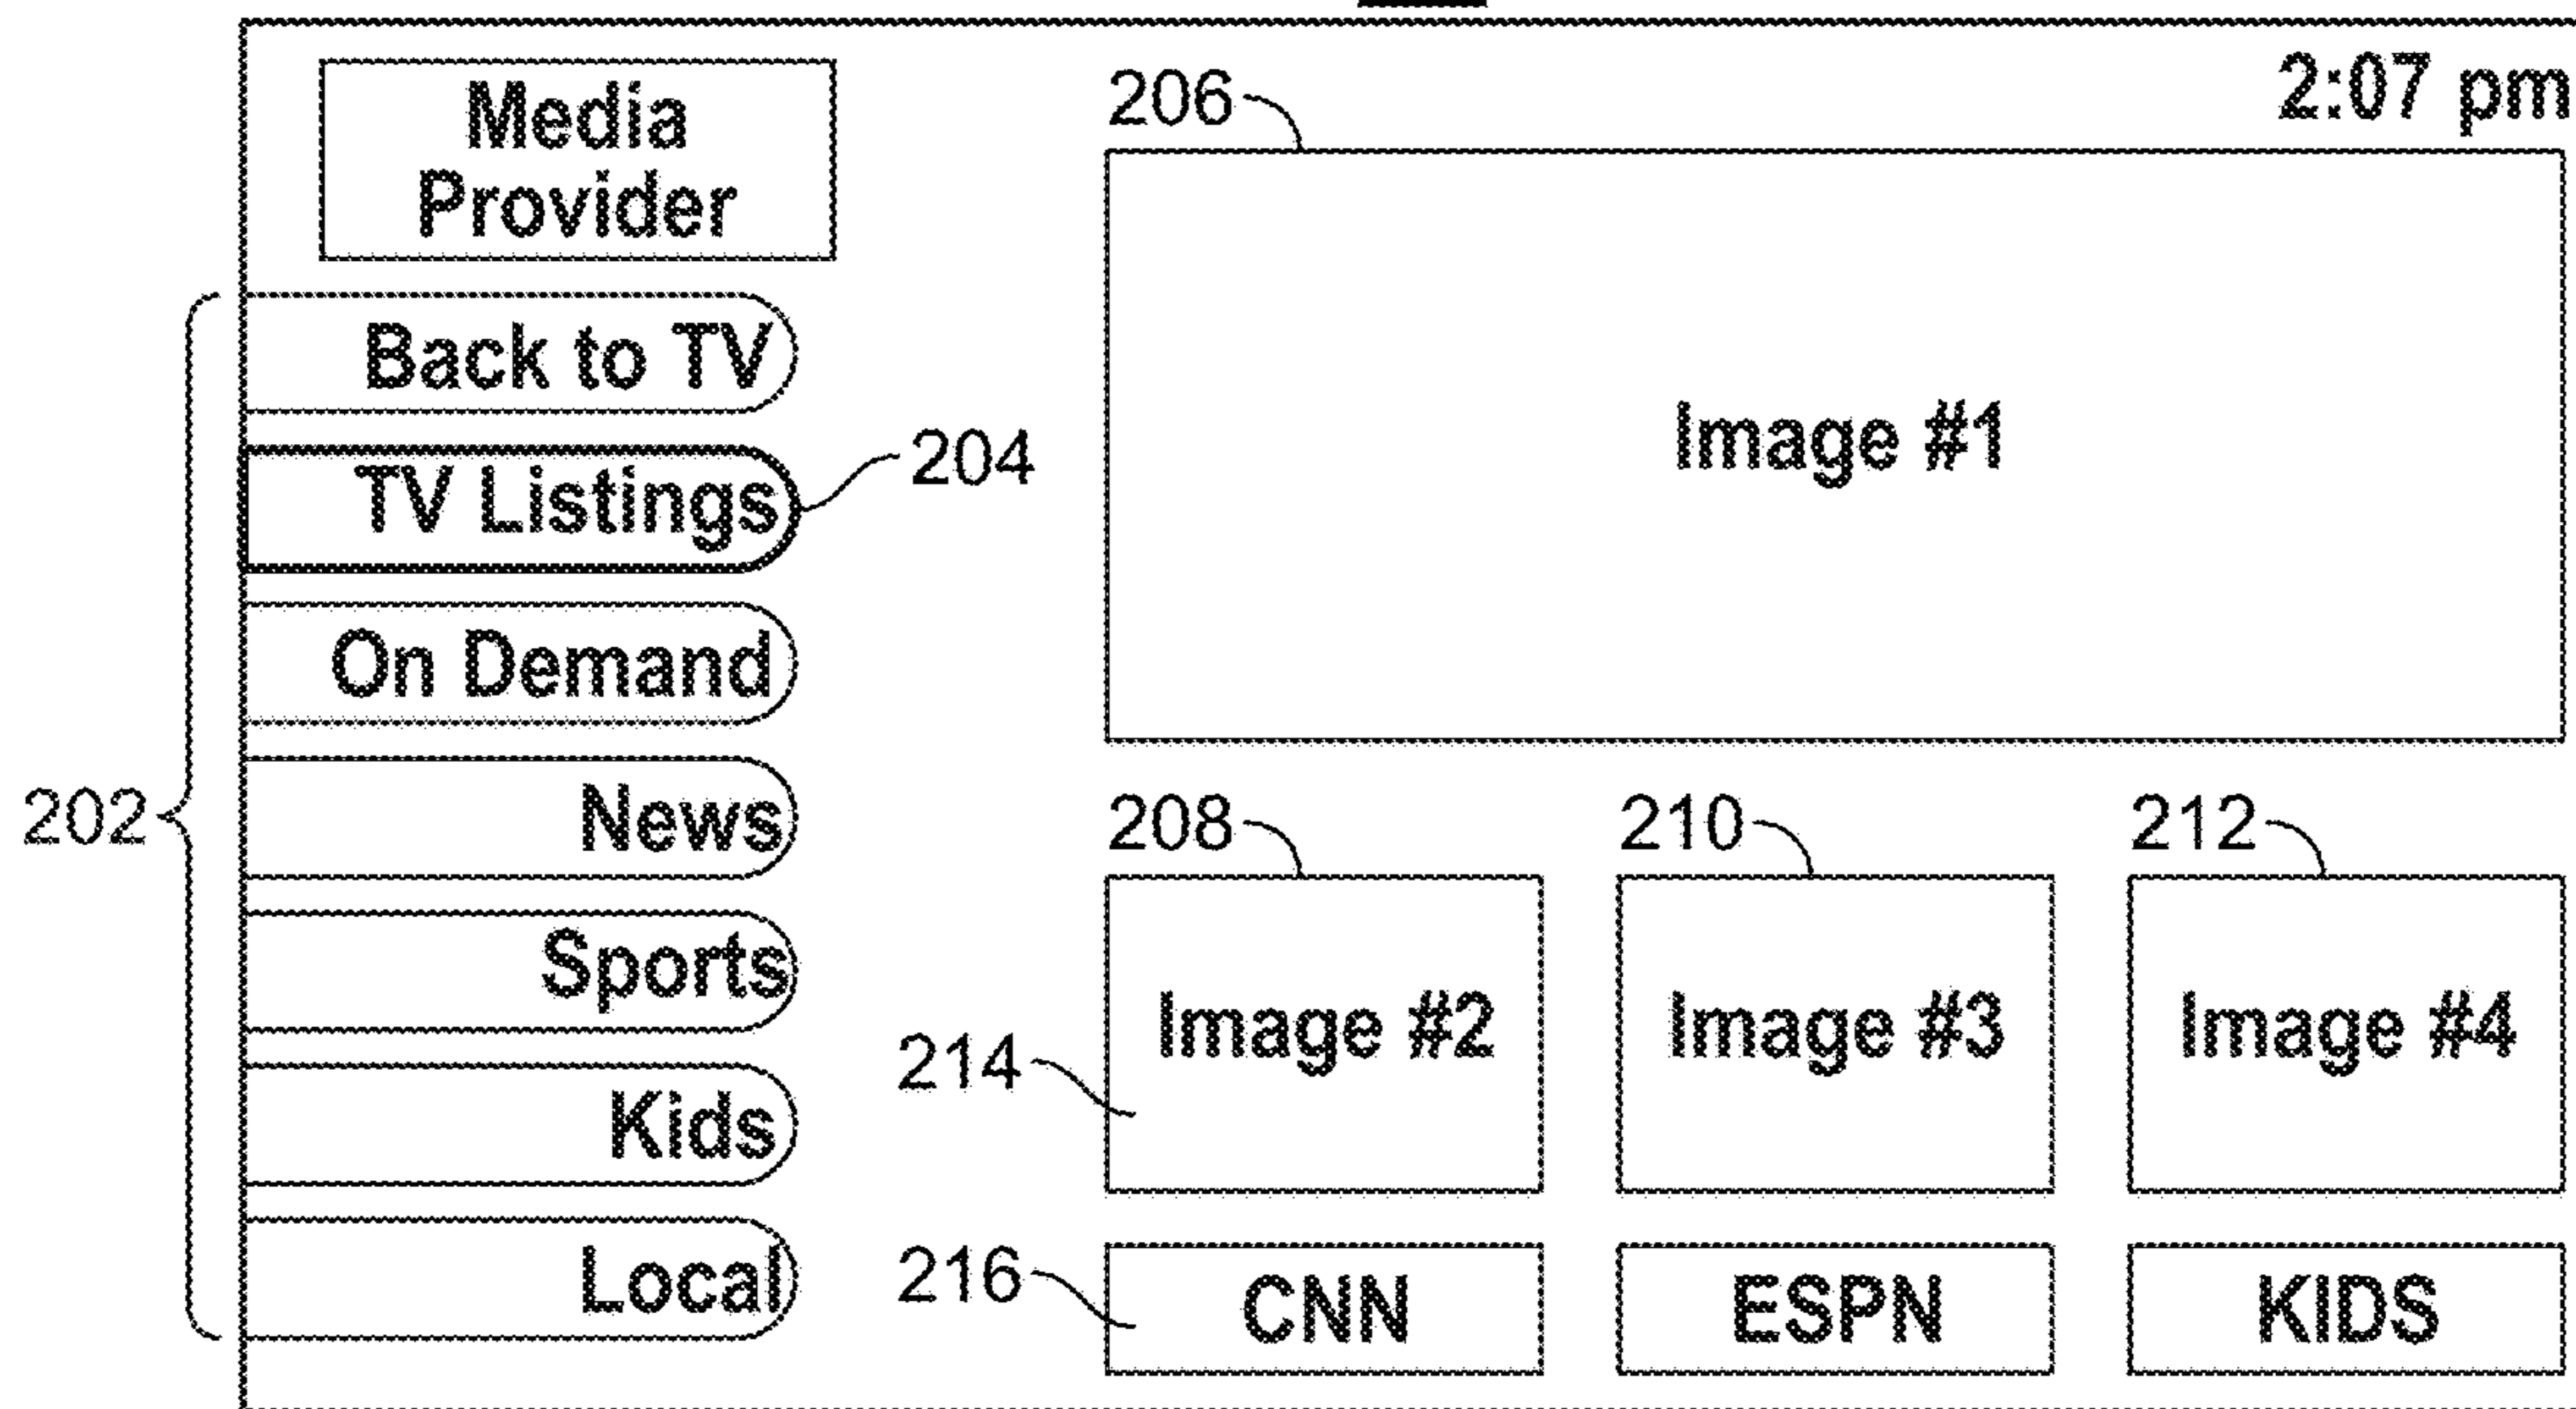 2:07 pm
Media
Provider
206
Back to TV
TV Listings
204
Image #1
On Demand
News
202
208
210
212
Sports
Image #2
Image #3
Image #4
214
Kids
Local
216
CNN
ESPN
KIDS